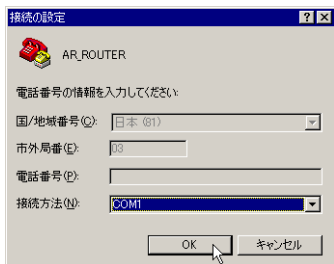 接続の設定
AR_ROUTER
電話番号の情報を入力してください:
国/地域番号(C): 日本 (81)
市外局番(E): 03
電話番号(P):
接続方法(N): COM1
OK キャンセル